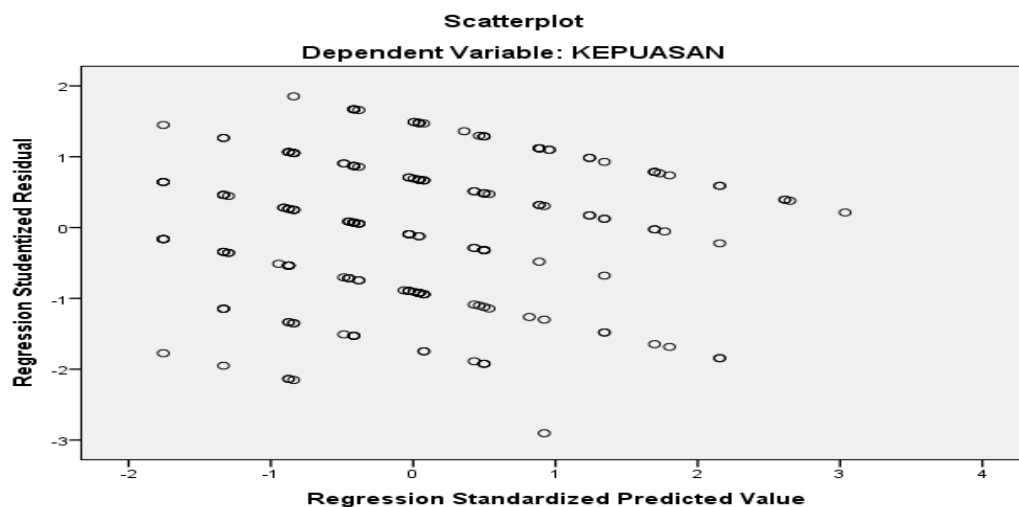 Scatterplot
Dependent Variable: KEPUASAN
Regression Studentized Residual
2
1
0
-1
-2
-3
-2 -1 0 1 2 3 4
Regression Standardized Predicted Value